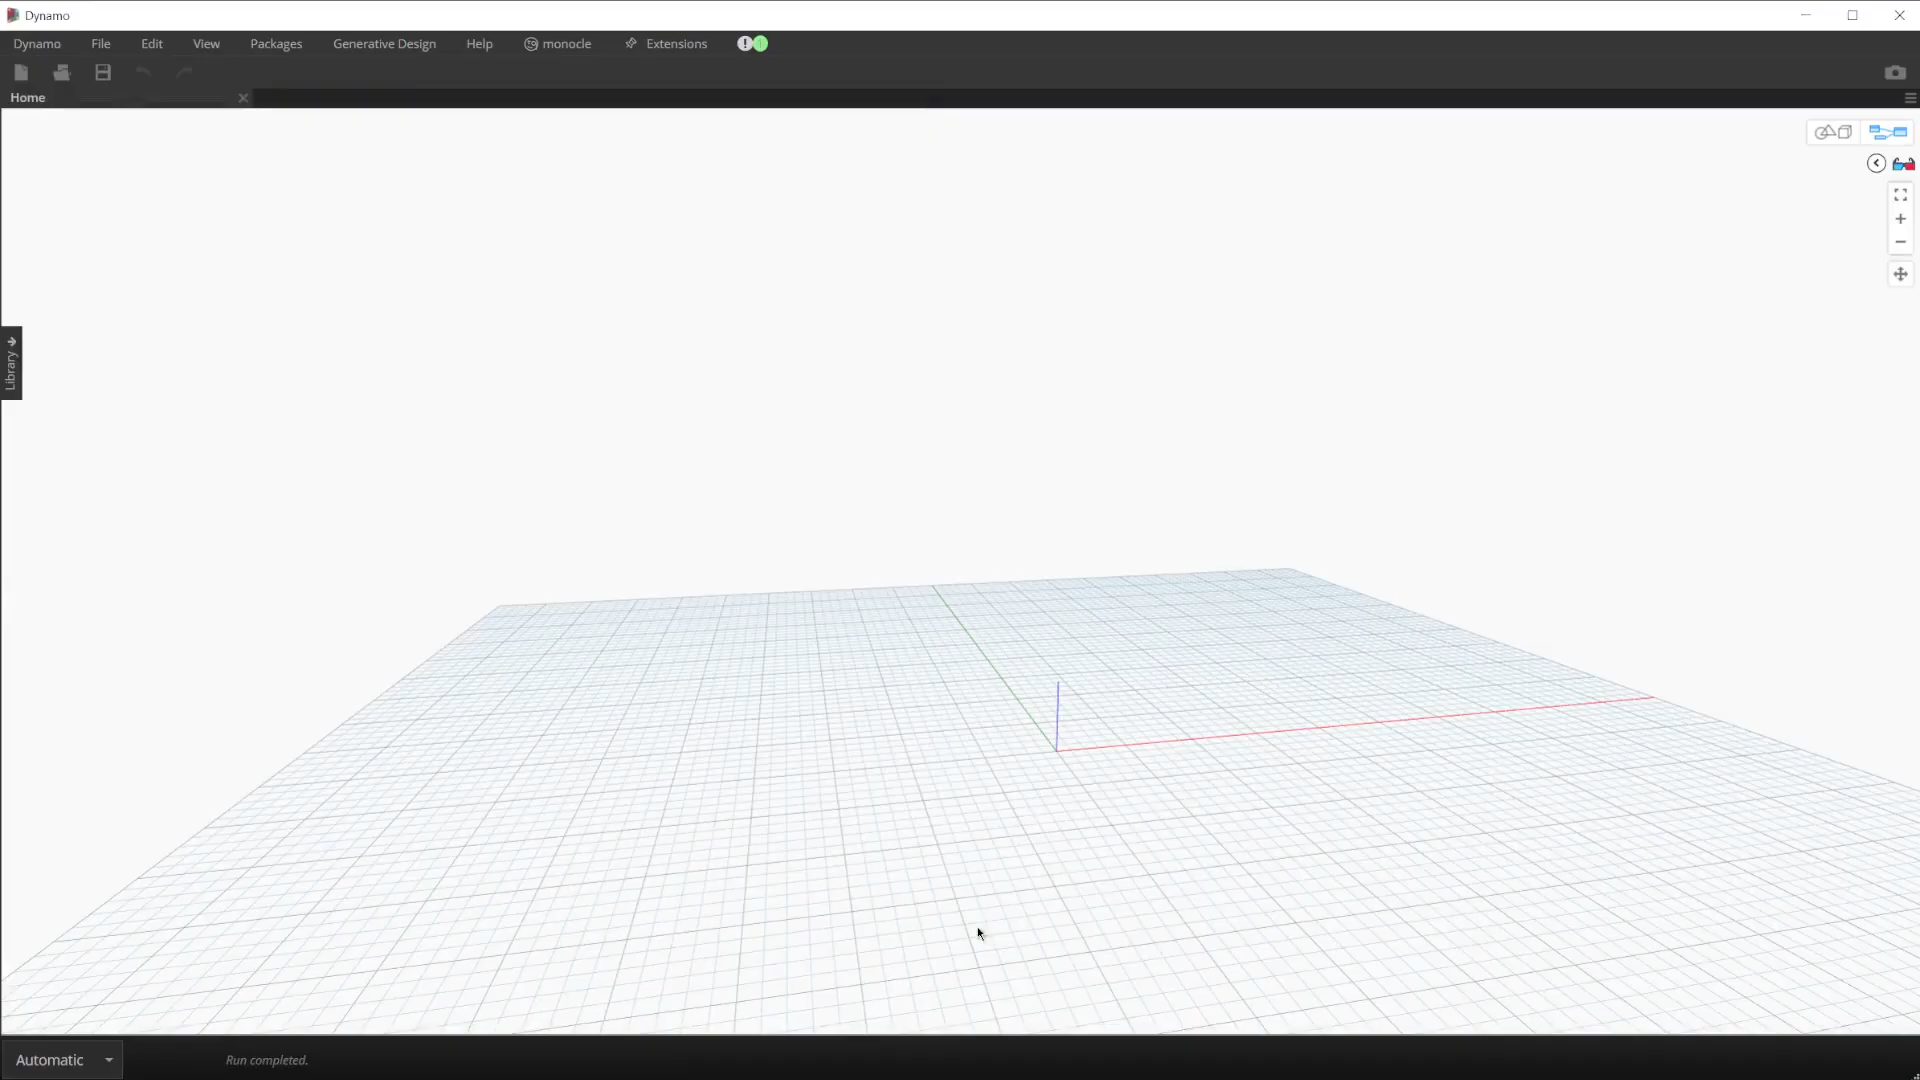 Dynamo
Dynamo File Edit View Packages Generative Design Help monocle Extensions
Home
Library
Automatic Run completed.